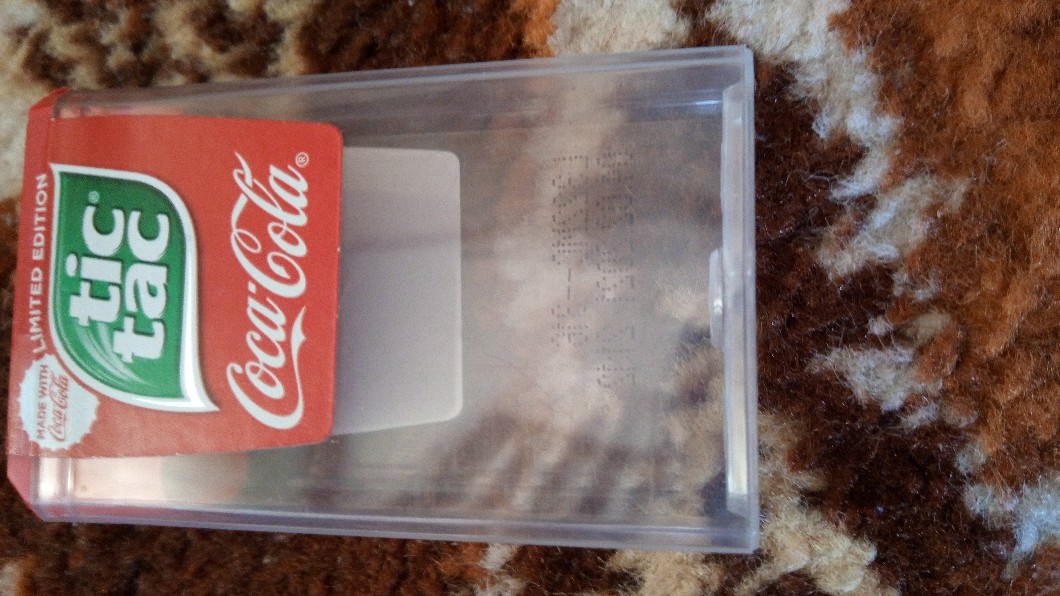 LIMITED EDITION
tic®
tac
MADE WITH
Coca-Cola
Coca-Cola®